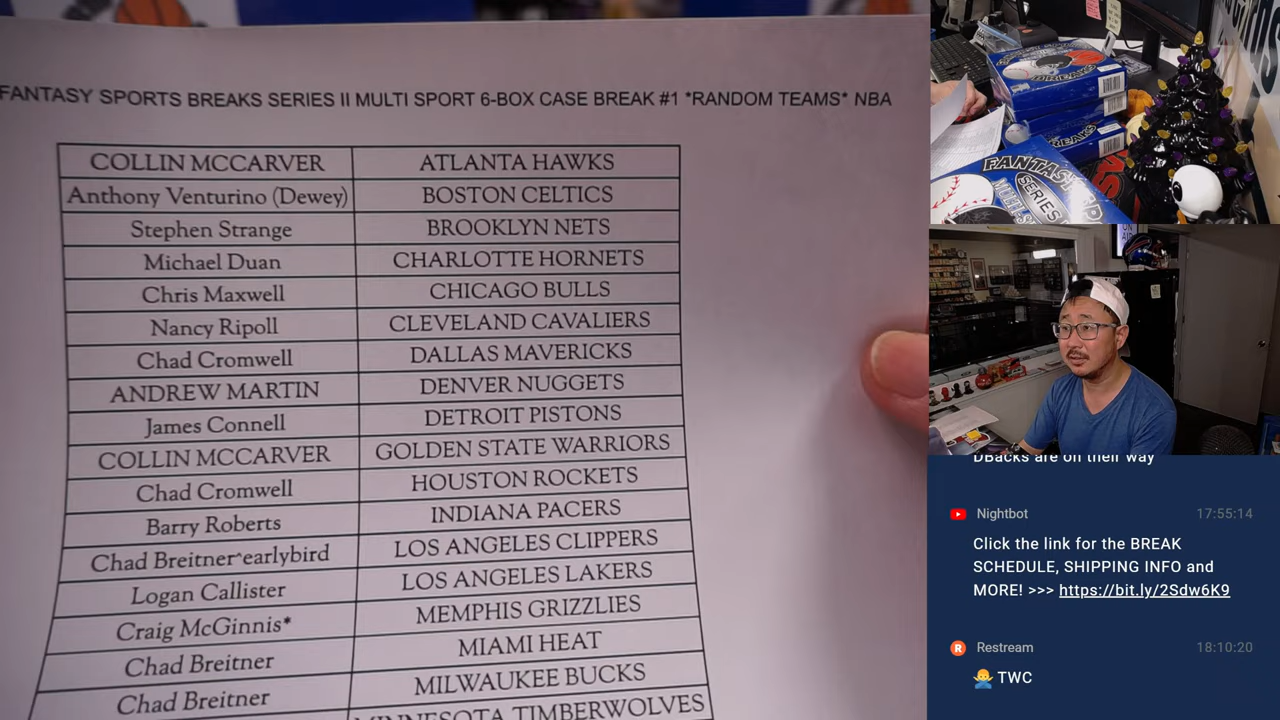 FANTASY SPORTS BREAKS SERIES II MULTI SPORT 6-BOX CASE BREAK #1 *RANDOM TEAMS* NBA
COLLIN MCCARVER ATLANTA HAWKS
Anthony Venturino (Dewey) BOSTON CELTICS
Stephen Strange BROOKLYN NETS
Michael Duan CHARLOTTE HORNETS
Chris Maxwell CHICAGO BULLS
Nancy Ripoll CLEVELAND CAVALIERS
Chad Cromwell DALLAS MAVERICKS
ANDREW MARTIN DENVER NUGGETS
James Connell DETROIT PISTONS
COLLIN MCCARVER GOLDEN STATE WARRIORS
Chad Cromwell HOUSTON ROCKETS
Barry Roberts INDIANA PACERS
Chad Breitner^earlybird LOS ANGELES CLIPPERS
Logan Callister LOS ANGELES LAKERS
Craig McGinnis* MEMPHIS GRIZZLIES
Chad Breitner MIAMI HEAT
Chad Breitner MILWAUKEE BUCKS
MINNESOTA TIMBERWOLVES
BREAKS
FANTASY
SERIES
DBacks are on their way
Nightbot 17:55:14
Click the link for the BREAK
SCHEDULE, SHIPPING INFO and
MORE! >>> https://bit.ly/2Sdw6K9
Restream 18:10:20
TWC